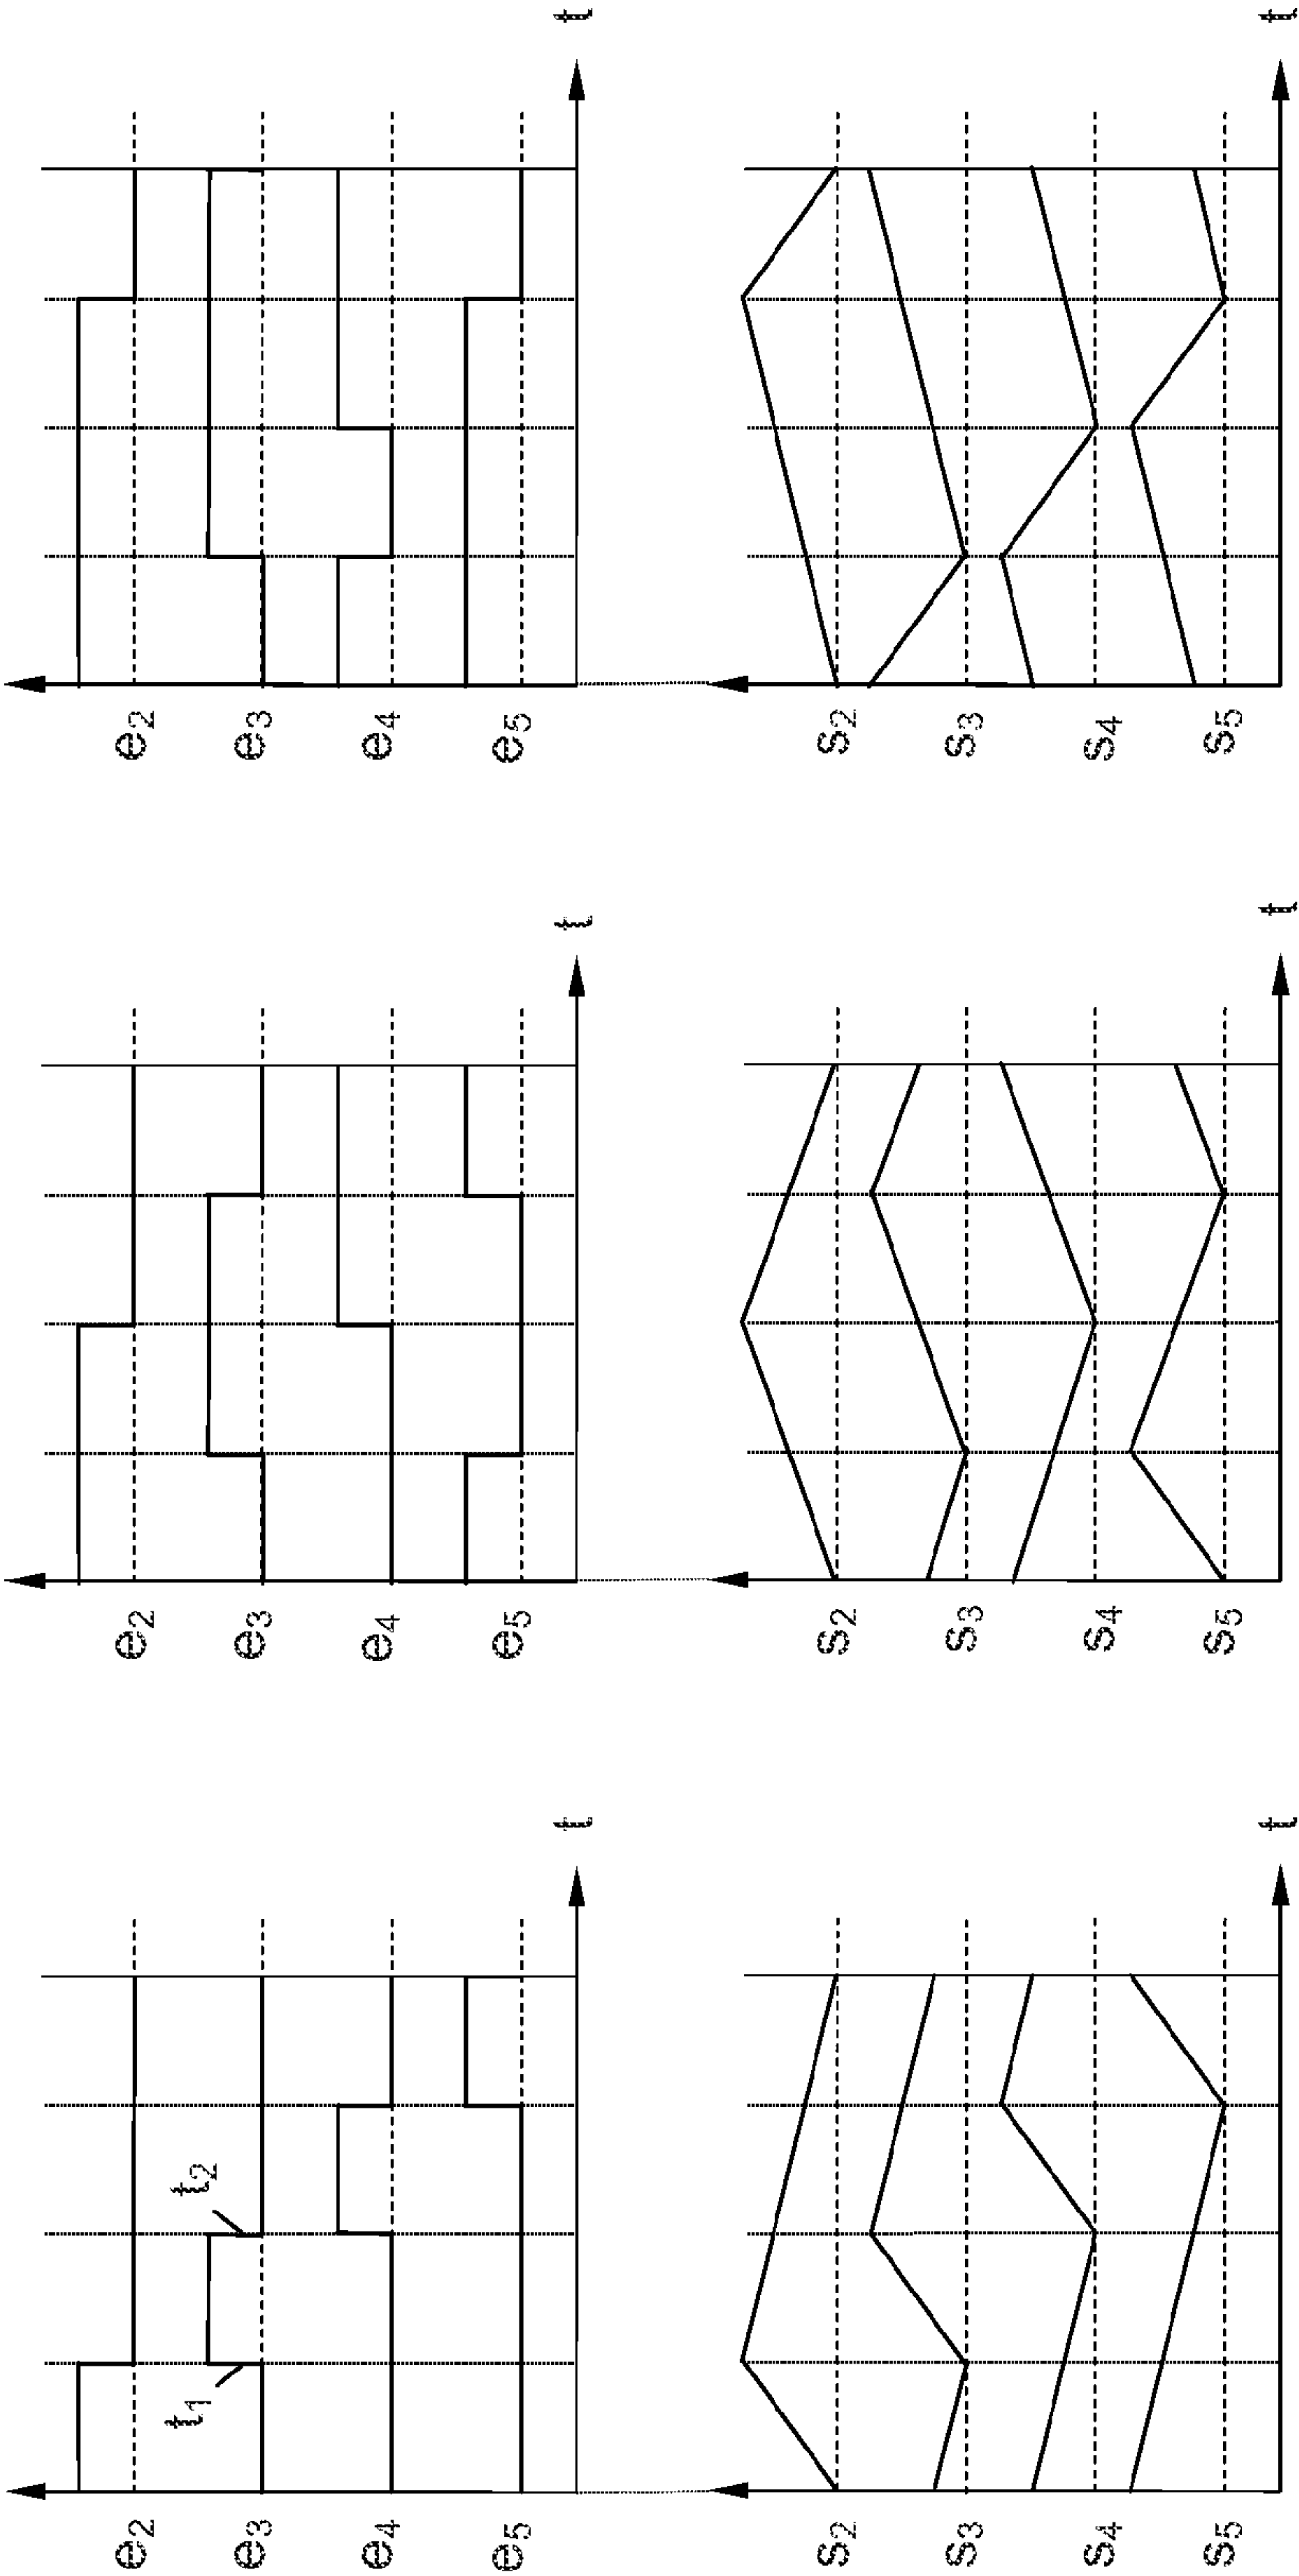 e₂
e₃
t₁
t₂
e₄
e₅
t
e₂
e₃
e₄
e₅
t
e₂
e₃
e₄
e₅
t
s₂
s₃
s₄
s₅
t
s₂
s₃
s₄
s₅
t
s₂
s₃
s₄
s₅
t